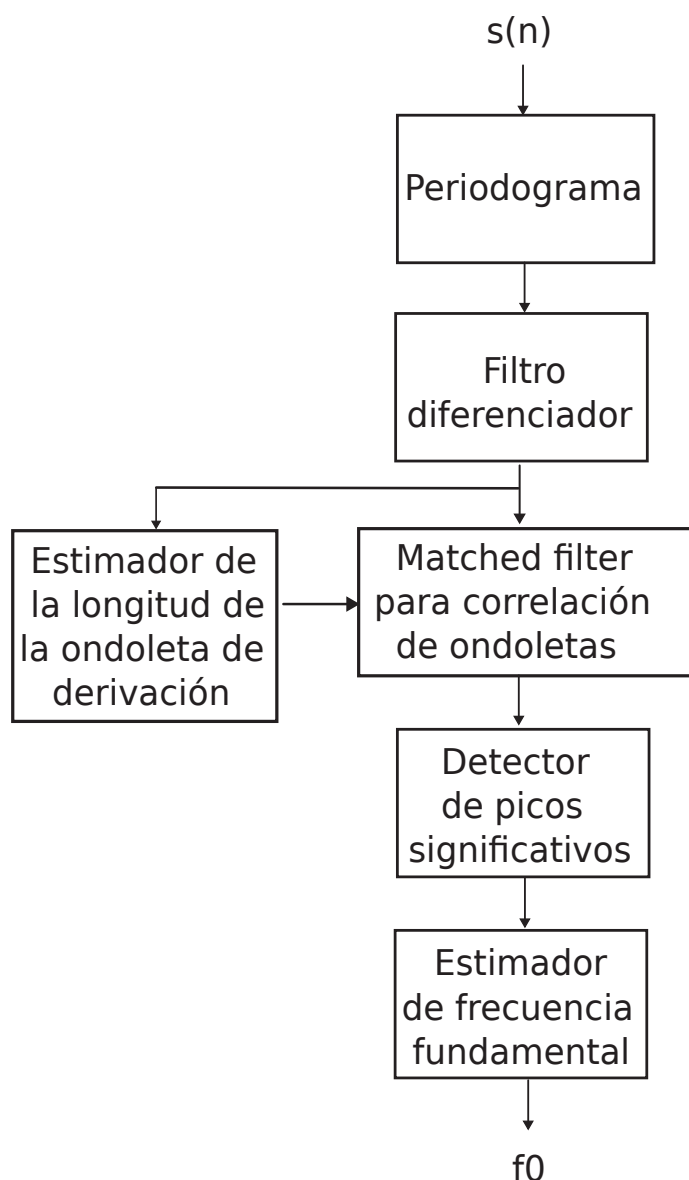 s(n)
Periodograma
Filtro
diferenciador
Estimador de
la longitud de
la ondoleta de
derivación
Matched filter
para correlación
de ondoletas
Detector
de picos
significativos
Estimador
de frecuencia
fundamental
f0